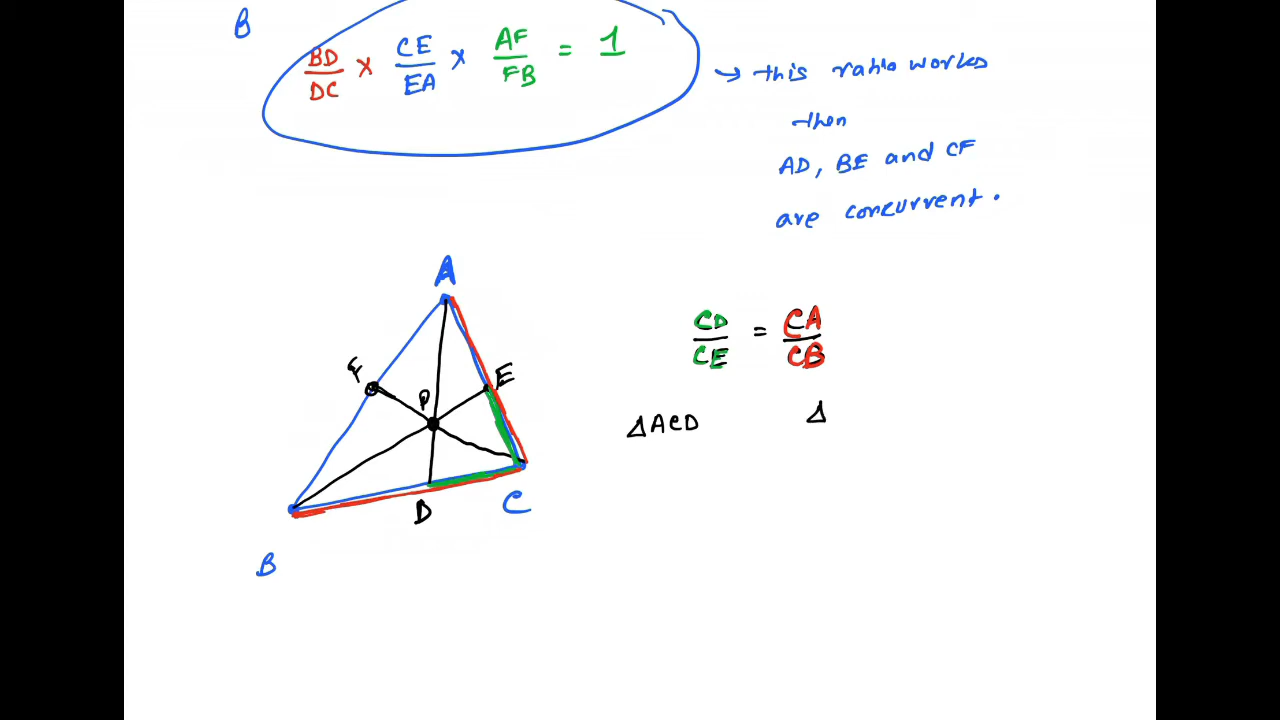 B
BD/DC × CE/EA × AF/FB = 1
→ this ratio works
then
AD, BE and CF
are concurrent.
A
CD/CE = CA/CB
F
E
P
△ACD △
D
C
B